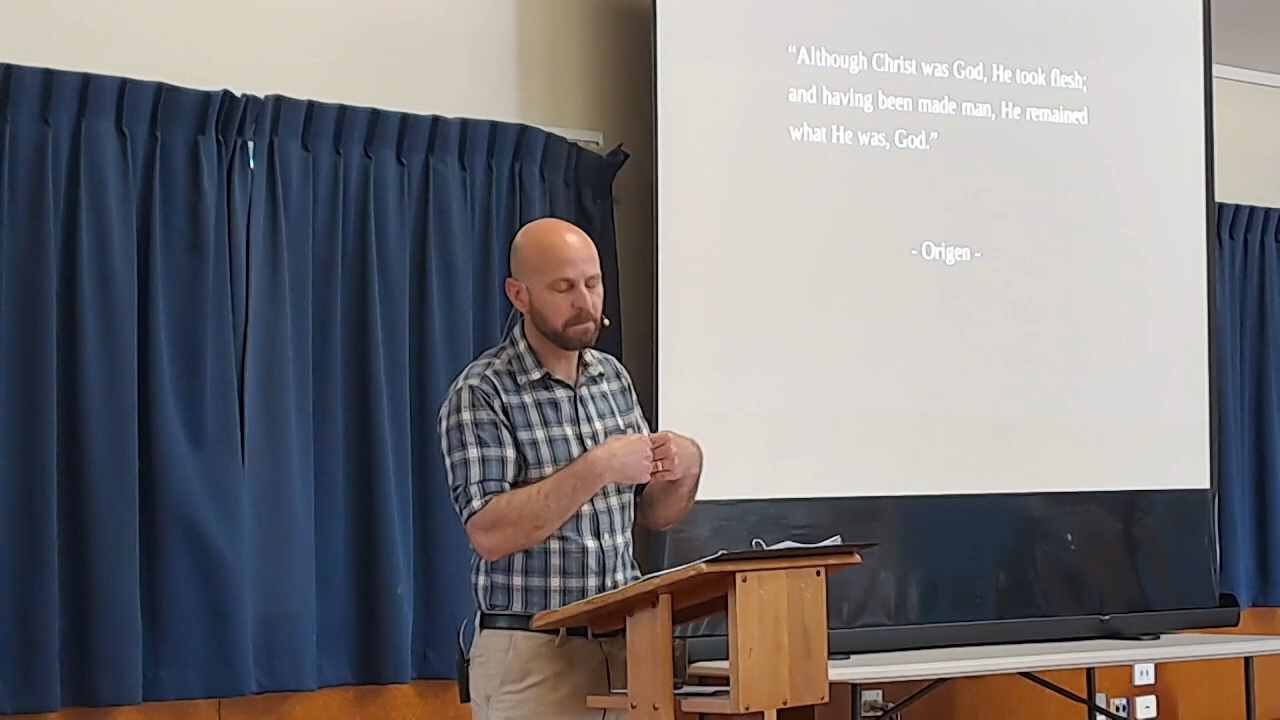 “Although Christ was God, He took flesh;
and having been made man, He remained
what He was, God.”
- Origen -